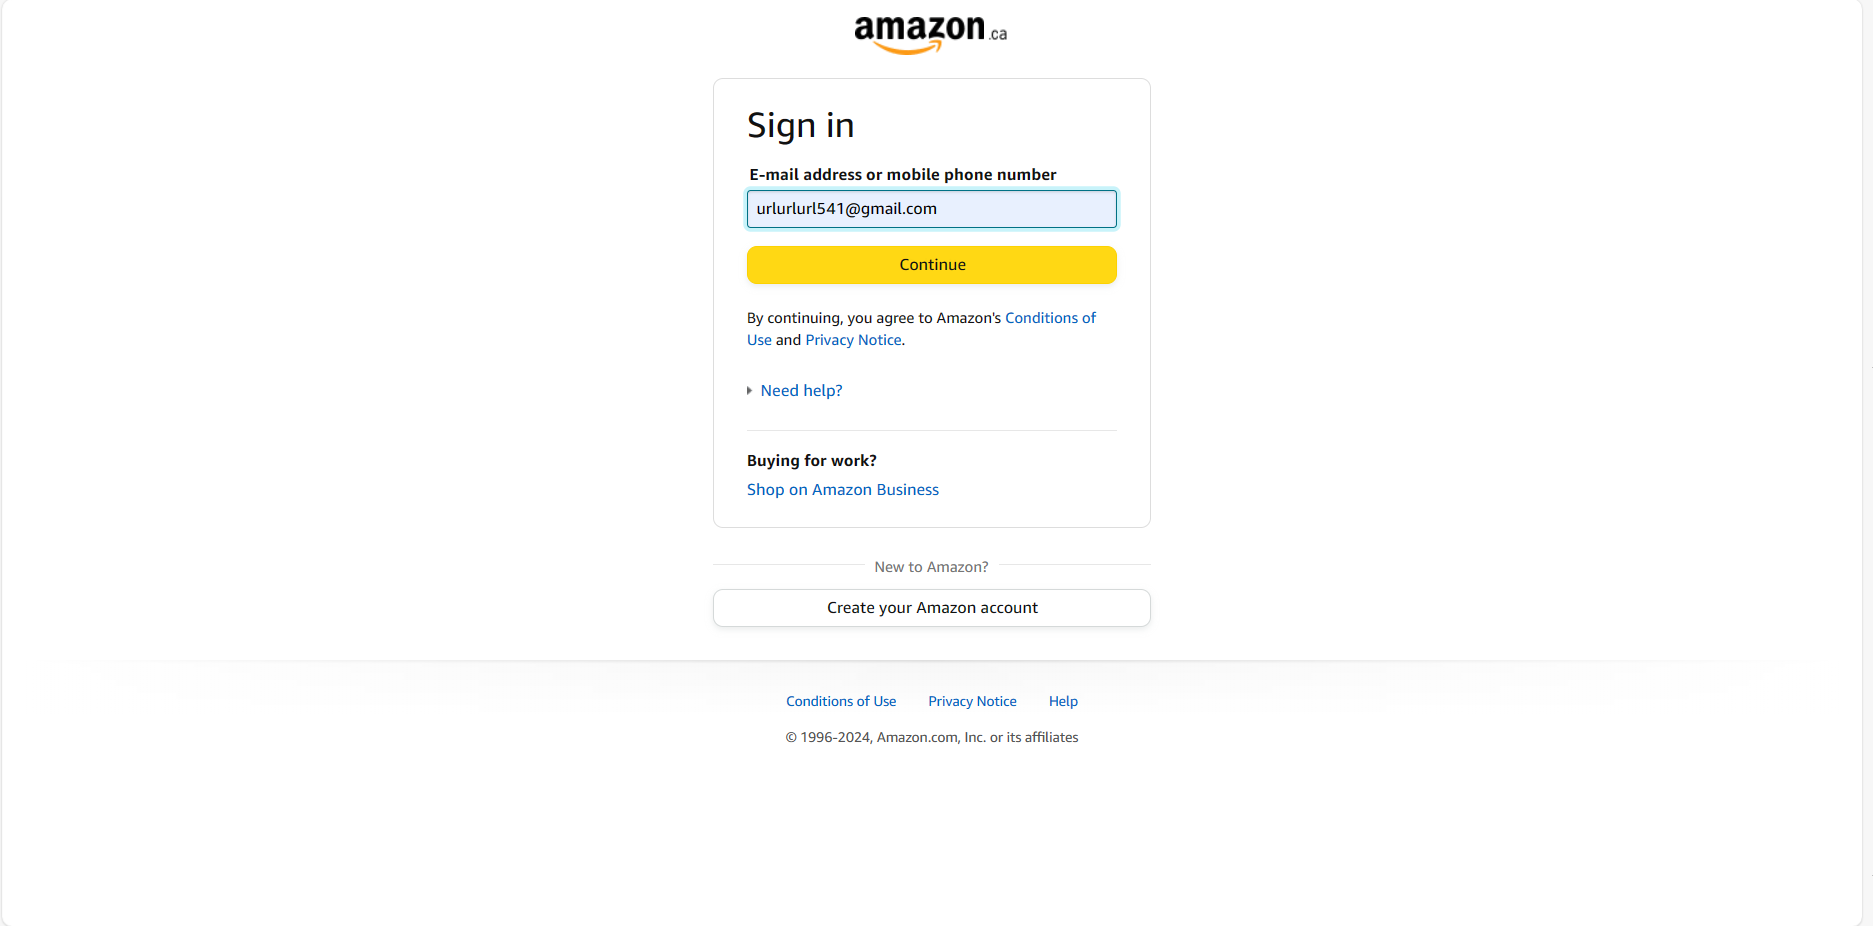 amazon.ca
Sign in
E-mail address or mobile phone number
urlurlurl541@gmail.com
Continue
By continuing, you agree to Amazon's Conditions of
Use and Privacy Notice.
Need help?
Buying for work?
Shop on Amazon Business
New to Amazon?
Create your Amazon account
Conditions of Use Privacy Notice Help
© 1996-2024, Amazon.com, Inc. or its affiliates